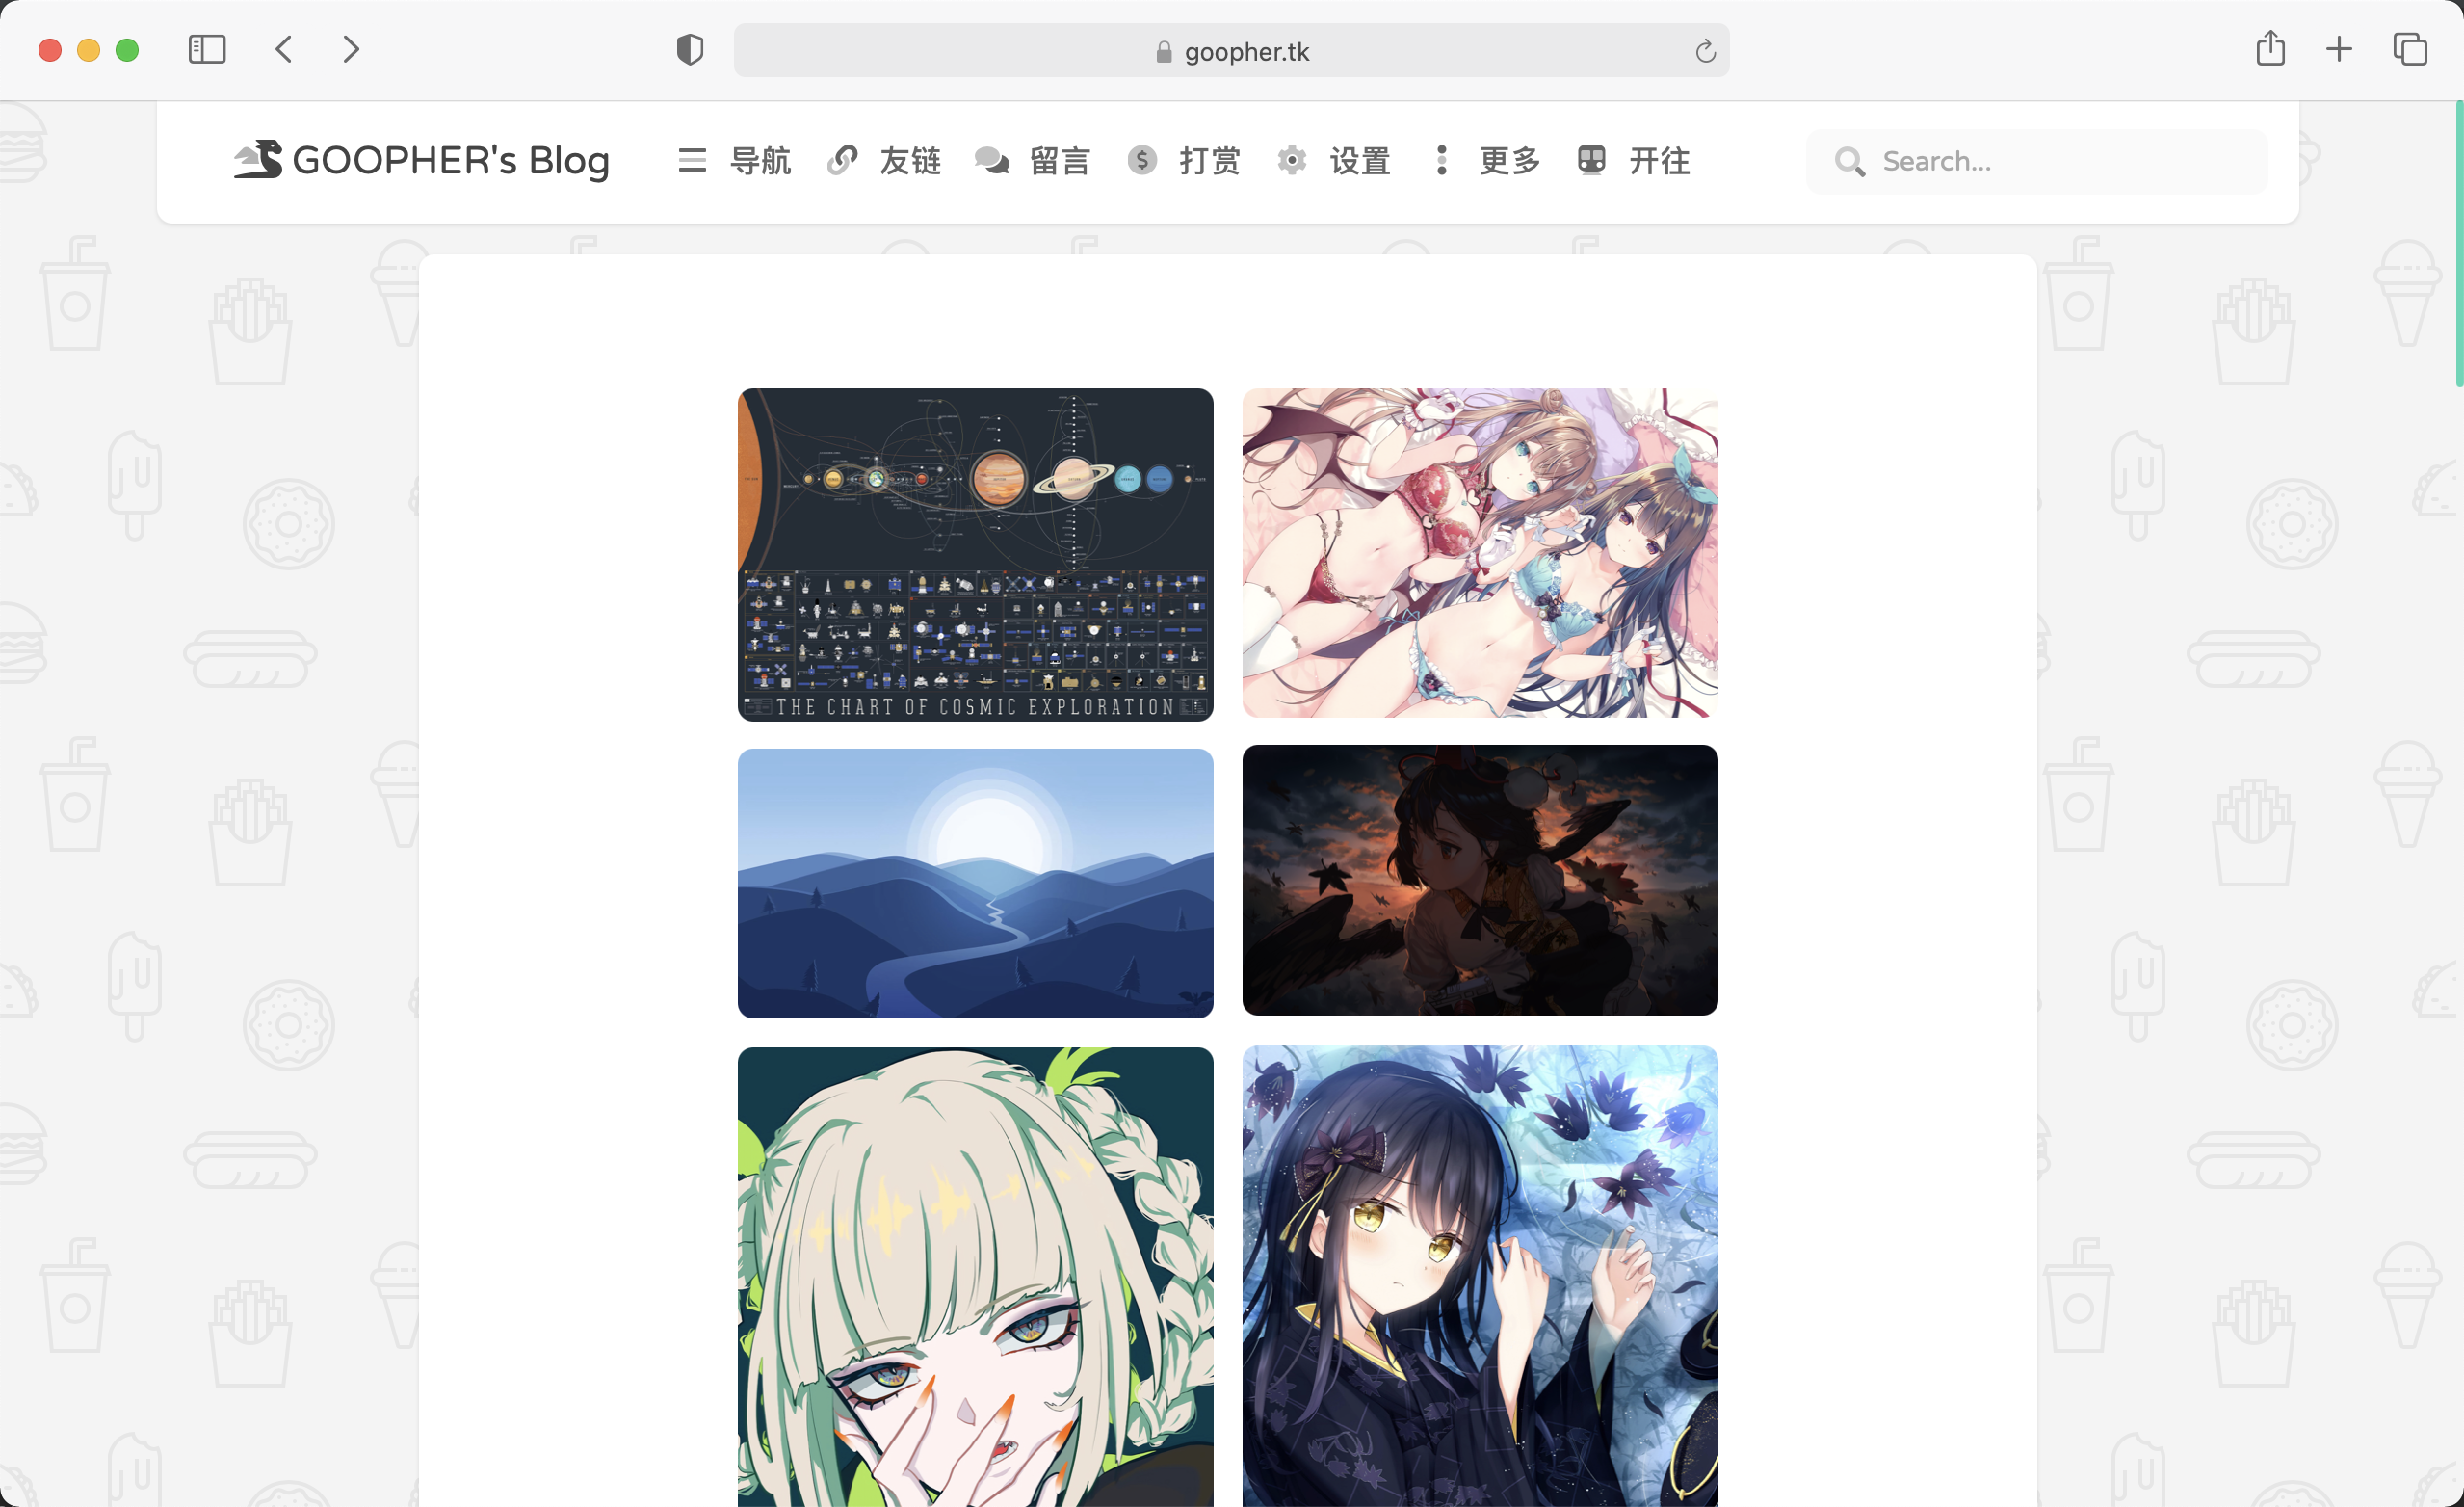 goopher.tk
GOOPHER's Blog
导航
友链
留言
打赏
设置
更多
开往
Search...
THE CHART OF COSMIC EXPLORATION